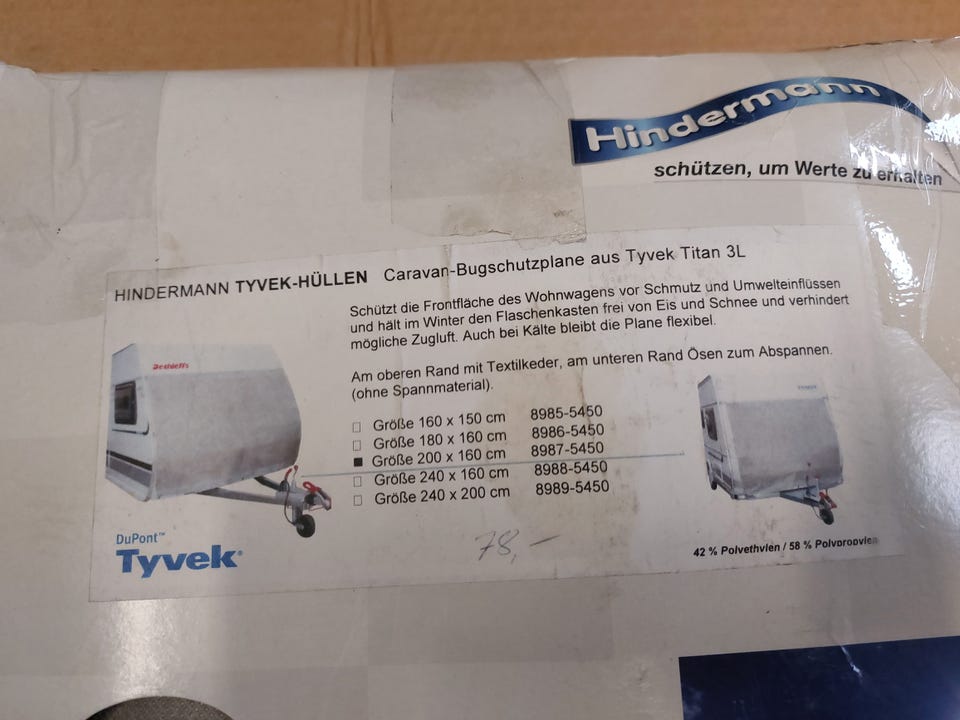 Hindermann
schützen, um Werte zu erhalten
HINDERMANN TYVEK-HÜLLEN Caravan-Bugschutzplane aus Tyvek Titan 3L
Schützt die Frontfläche des Wohnwagens vor Schmutz und Umwelteinflüssen
und hält im Winter den Flaschenkasten frei von Eis und Schnee und verhindert
mögliche Zugluft. Auch bei Kälte bleibt die Plane flexibel.
Am oberen Rand mit Textilkeder, am unteren Rand Ösen zum Abspannen.
(ohne Spannmaterial).
Dethleffs
□ Größe 160 x 150 cm 8985-5450
□ Größe 180 x 160 cm 8986-5450
■ Größe 200 x 160 cm 8987-5450
□ Größe 240 x 160 cm 8988-5450
□ Größe 240 x 200 cm 8989-5450
DuPont™
Tyvek®
78,–
42 % Polyethylen / 58 % Polypropylen